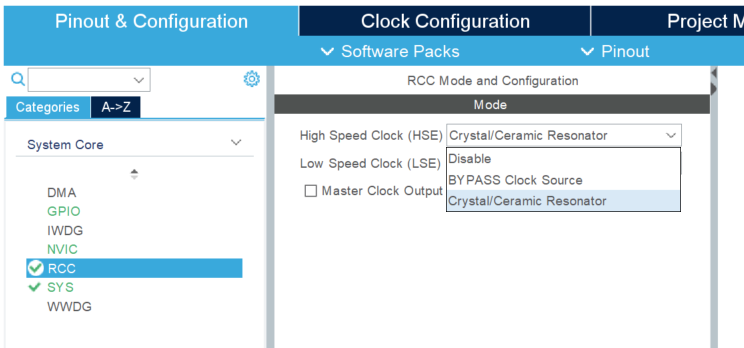 Pinout & Configuration
Clock Configuration
Project M
Software Packs
Pinout
RCC Mode and Configuration
Categories
A->Z
Mode
System Core
High Speed Clock (HSE) Crystal/Ceramic Resonator
Low Speed Clock (LSE)
Disable
BYPASS Clock Source
Crystal/Ceramic Resonator
Master Clock Output
DMA
GPIO
IWDG
NVIC
RCC
SYS
WWDG